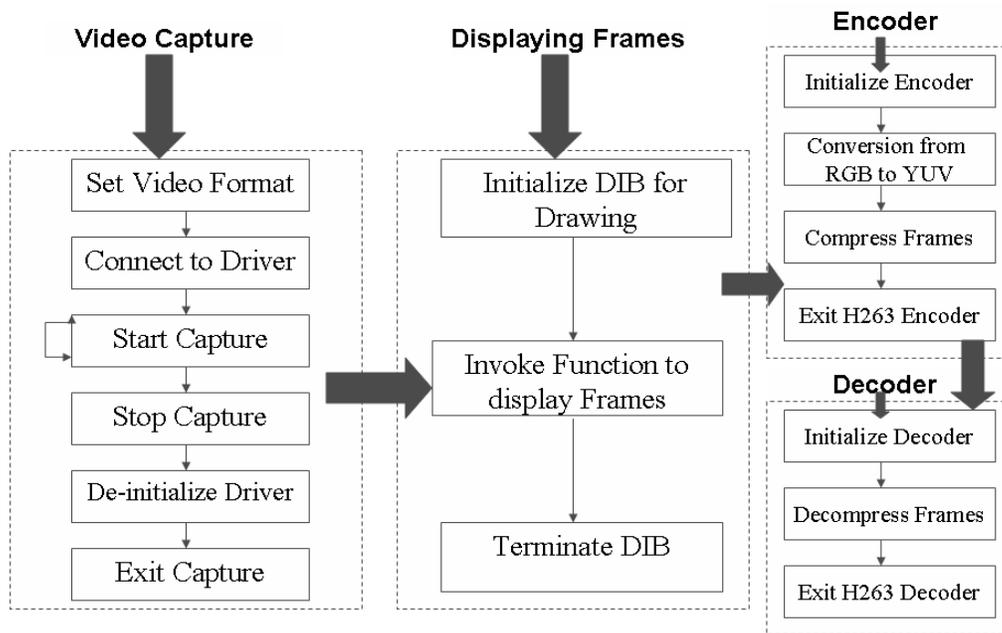 Video Capture
Set Video Format
Connect to Driver
Start Capture
Stop Capture
De-initialize Driver
Exit Capture
Displaying Frames
Initialize DIB for
Drawing
Invoke Function to
display Frames
Terminate DIB
Encoder
Initialize Encoder
Conversion from
RGB to YUV
Compress Frames
Exit H263 Encoder
Decoder
Initialize Decoder
Decompress Frames
Exit H263 Decoder